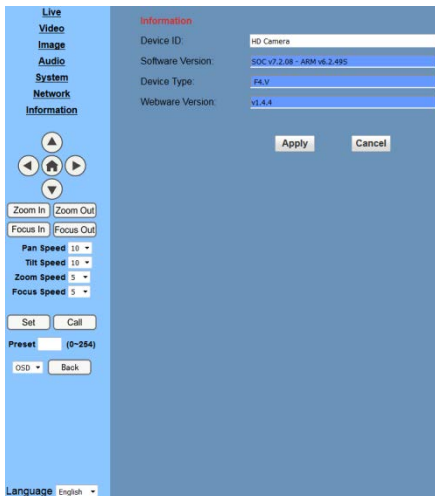 Live
Video
Image
Audio
System
Network
Information
Zoom In Zoom Out
Focus In Focus Out
Pan Speed 10
Tilt Speed 10
Zoom Speed 5
Focus Speed 5
Set Call
Preset (0~254)
OSD Back
Language English
Information
Device ID: HD Camera
Software Version: SOC v7.2.08 - ARM v6.2.49S
Device Type: F4.V
Webware Version: v1.4.4
Apply Cancel